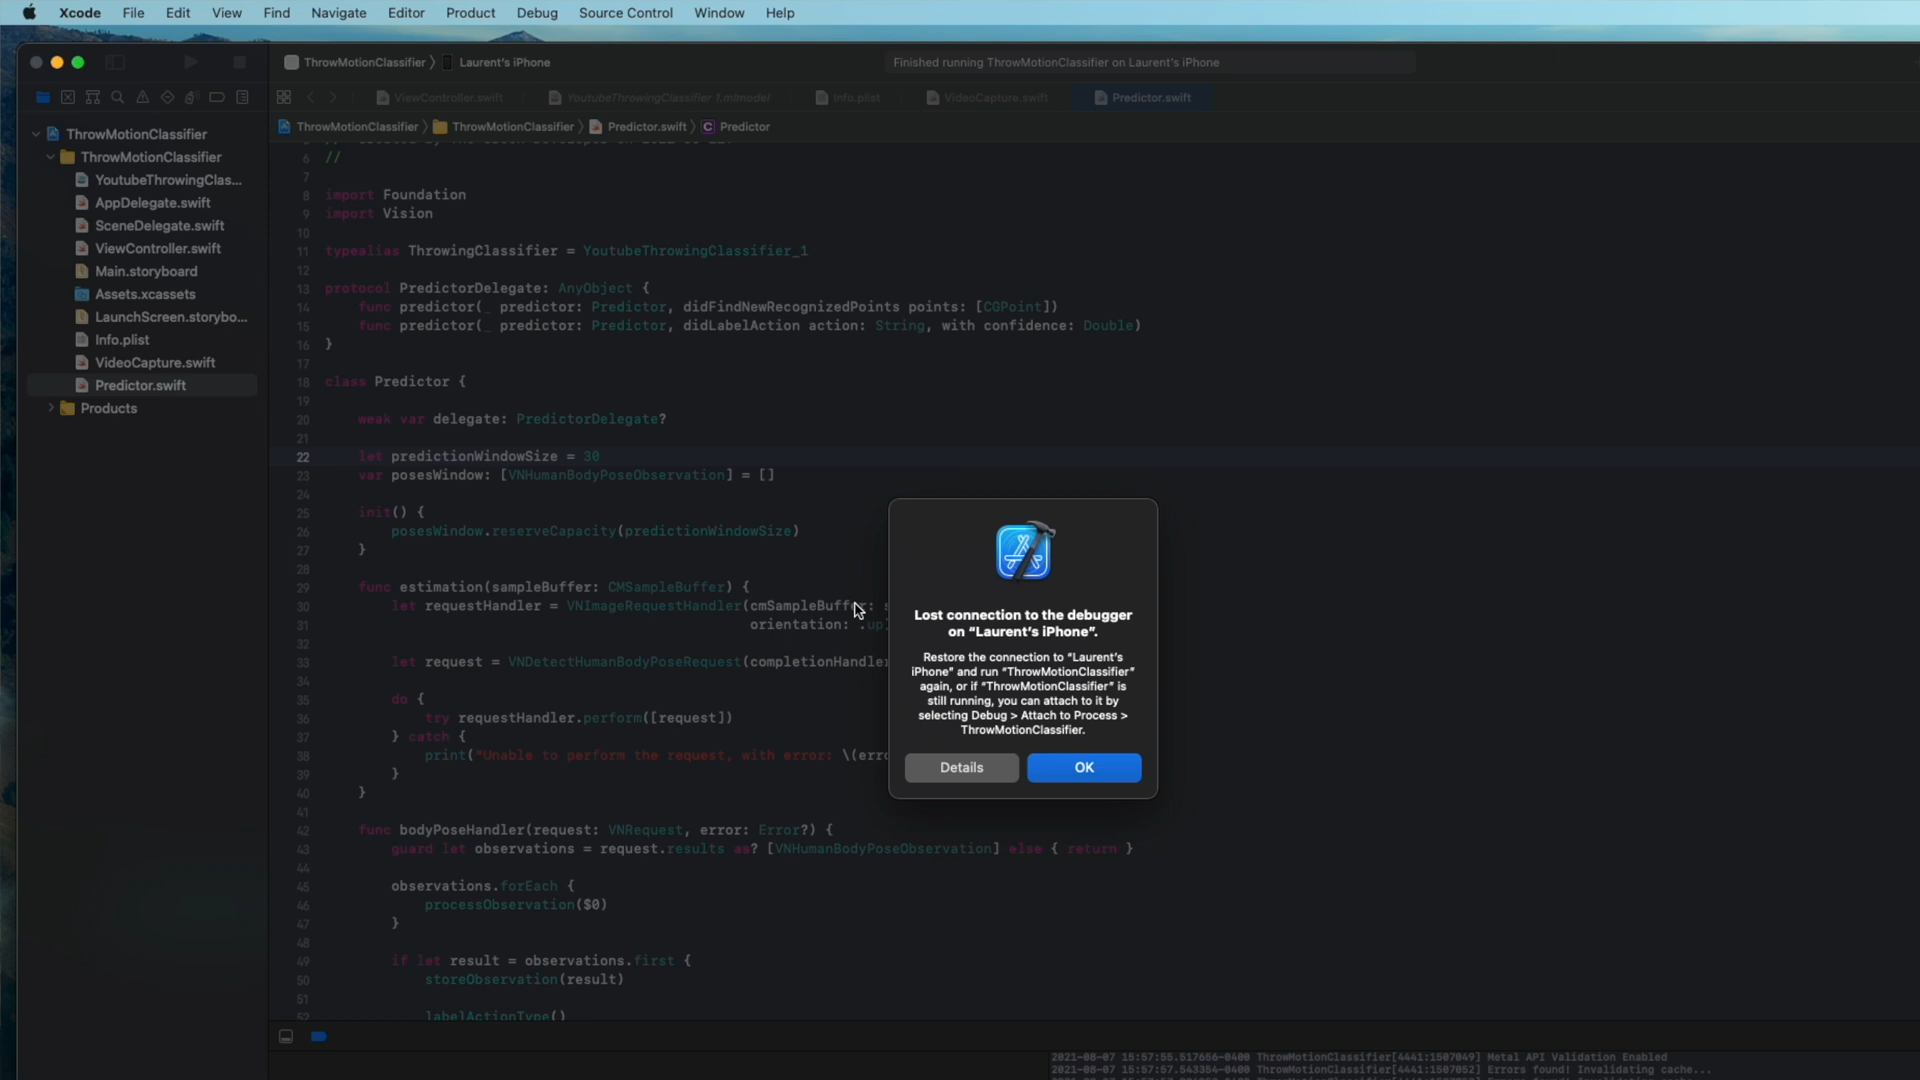 Xcode File Edit View Find Navigate Editor Product Debug Source Control Window Help
ThrowMotionClassifier 〉 Laurent's iPhone
Finished running ThrowMotionClassifier on Laurent's iPhone
ViewController.swift YoutubeThrowingClassifier 1.mlmodel Info.plist VideoCapture.swift Predictor.swift
ThrowMotionClassifier 〉 ThrowMotionClassifier 〉 Predictor.swift 〉 C Predictor
ThrowMotionClassifier
ThrowMotionClassifier
YoutubeThrowingClas...
AppDelegate.swift
SceneDelegate.swift
ViewController.swift
Main.storyboard
Assets.xcassets
LaunchScreen.storybo...
Info.plist
VideoCapture.swift
Predictor.swift
Products
6 //
7
8 import Foundation
9 import Vision
10
11 typealias ThrowingClassifier = YoutubeThrowingClassifier_1
12
13 protocol PredictorDelegate: AnyObject {
14 func predictor(_ predictor: Predictor, didFindNewRecognizedPoints points: [CGPoint])
15 func predictor(_ predictor: Predictor, didLabelAction action: String, with confidence: Double)
16 }
17
18 class Predictor {
19
20 weak var delegate: PredictorDelegate?
21
22 let predictionWindowSize = 30
23 var posesWindow: [VNHumanBodyPoseObservation] = []
24
25 init() {
26 posesWindow.reserveCapacity(predictionWindowSize)
27 }
28
29 func estimation(sampleBuffer: CMSampleBuffer) {
30 let requestHandler = VNImageRequestHandler(cmSampleBuffer: s
31 orientation: .up
32
33 let request = VNDetectHumanBodyPoseRequest(completionHandler
34
35 do {
36 try requestHandler.perform([request])
37 } catch {
38 print("Unable to perform the request, with error: \(erro
39 }
40 }
41
42 func bodyPoseHandler(request: VNRequest, error: Error?) {
43 guard let observations = request.results as? [VNHumanBodyPoseObservation] else { return }
44
45 observations.forEach {
46 processObservation($0)
47 }
48
49 if let result = observations.first {
50 storeObservation(result)
51
52 labelActionType()
Lost connection to the debugger
on “Laurent's iPhone”.
Restore the connection to “Laurent's
iPhone” and run “ThrowMotionClassifier”
again, or if “ThrowMotionClassifier” is
still running, you can attach to it by
selecting Debug > Attach to Process >
ThrowMotionClassifier.
Details OK
2021-08-07 15:57:55.517656-0400 ThrowMotionClassifier[4441:1507049] Metal API Validation Enabled
2021-08-07 15:57:57.543354-0400 ThrowMotionClassifier[4441:1507052] Errors found! Invalidating cache...